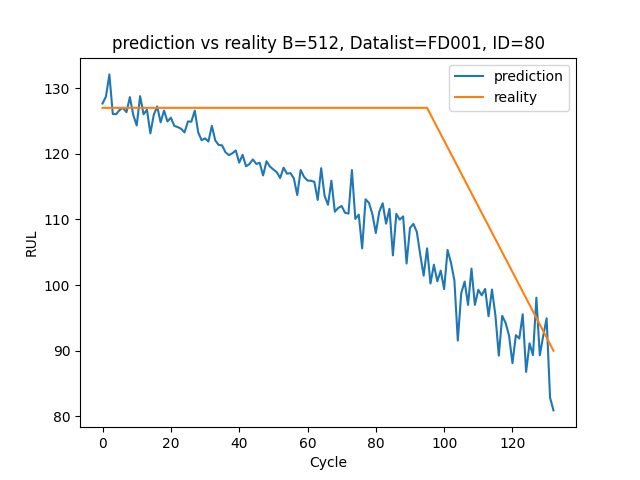 prediction vs reality B=512, Datalist=FD001, ID=80
prediction
reality
130
120
110
100
90
80
RUL
0 20 40 60 80 100 120
Cycle